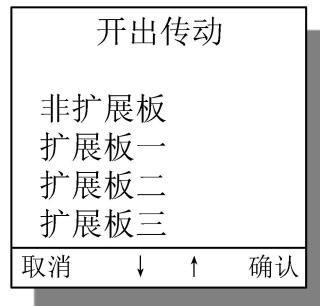 开出传动
非扩展板
扩展板一
扩展板二
扩展板三
取消 ↓ ↑ 确认